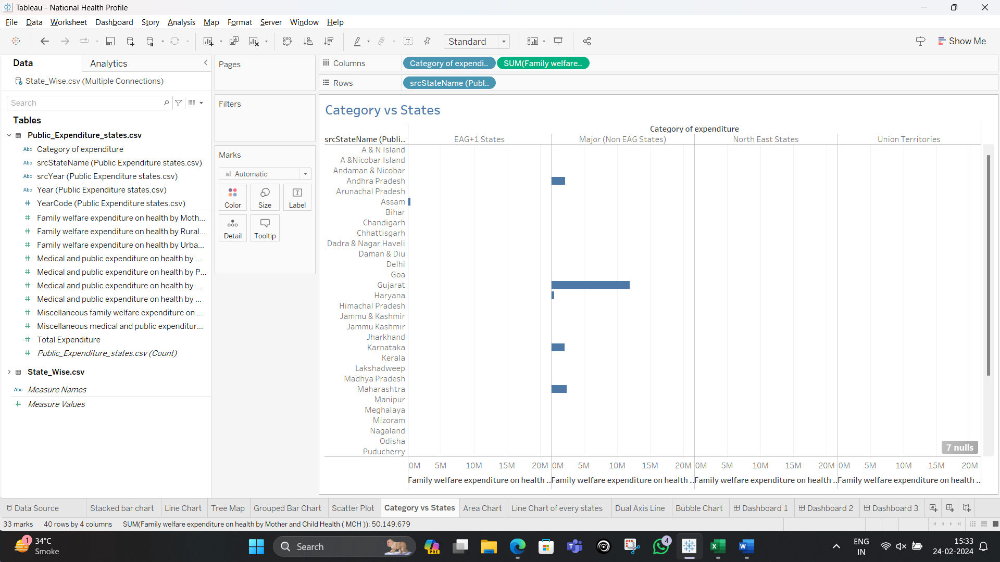 Tableau - National Health Profile
File Data Worksheet Dashboard Story Analysis Map Format Server Window Help
Standard
Show Me
Data
Analytics
State_Wise.csv (Multiple Connections)
Search
Tables
Public_Expenditure_states.csv
Abc Category of expenditure
Abc srcStateName (Public Expenditure states.csv)
Abc srcYear (Public Expenditure states.csv)
Abc Year (Public Expenditure states.csv)
# YearCode (Public Expenditure states.csv)
# Family welfare expenditure on health by Moth...
# Family welfare expenditure on health by Rural...
# Family welfare expenditure on health by Urba...
# Medical and public expenditure on health by ...
# Medical and public expenditure on health by P...
# Medical and public expenditure on health by ...
# Medical and public expenditure on health by ...
# Miscellaneous family welfare expenditure on ...
# Miscellaneous medical and public expenditur...
=# Total Expenditure
# Public_Expenditure_states.csv (Count)
State_Wise.csv
Abc Measure Names
# Measure Values
Pages
Filters
Marks
Automatic
Color Size Label
Detail Tooltip
Columns
Category of expendi.. SUM(Family welfare..
Rows
srcStateName (Publ..
Category vs States
Category of expenditure
srcStateName (Publi.. EAG+1 States Major (Non EAG States) North East States Union Territories
A & N Island
A &Nicobar Island
Andaman & Nicobar
Andhra Pradesh
Arunachal Pradesh
Assam
Bihar
Chandigarh
Chhattisgarh
Dadra & Nagar Haveli
Daman & Diu
Delhi
Goa
Gujarat
Haryana
Himachal Pradesh
Jammu & Kashmir
Jammu Kashmir
Jharkhand
Karnataka
Kerala
Lakshadweep
Madhya Pradesh
Maharashtra
Manipur
Meghalaya
Mizoram
Nagaland
Odisha
Puducherry
7 nulls
0M 5M 10M 15M 20M 0M 5M 10M 15M 20M 0M 5M 10M 15M 20M 0M 5M 10M 15M 20M
Family welfare expenditure on health .. Family welfare expenditure on health .. Family welfare expenditure on health .. Family welfare expenditure on health ..
Data Source Stacked bar chart Line Chart Tree Map Grouped Bar Chart Scatter Plot Category vs States Area Chart Line Chart of every states Dual Axis Line Bubble Chart Dashboard 1 Dashboard 2 Dashboard 3
33 marks 40 rows by 4 columns SUM(Family welfare expenditure on health by Mother and Child Health ( MCH )): 50,149,679
1
34°C
Smoke
Search
PRE
4
ENG
IN
15:33
24-02-2024